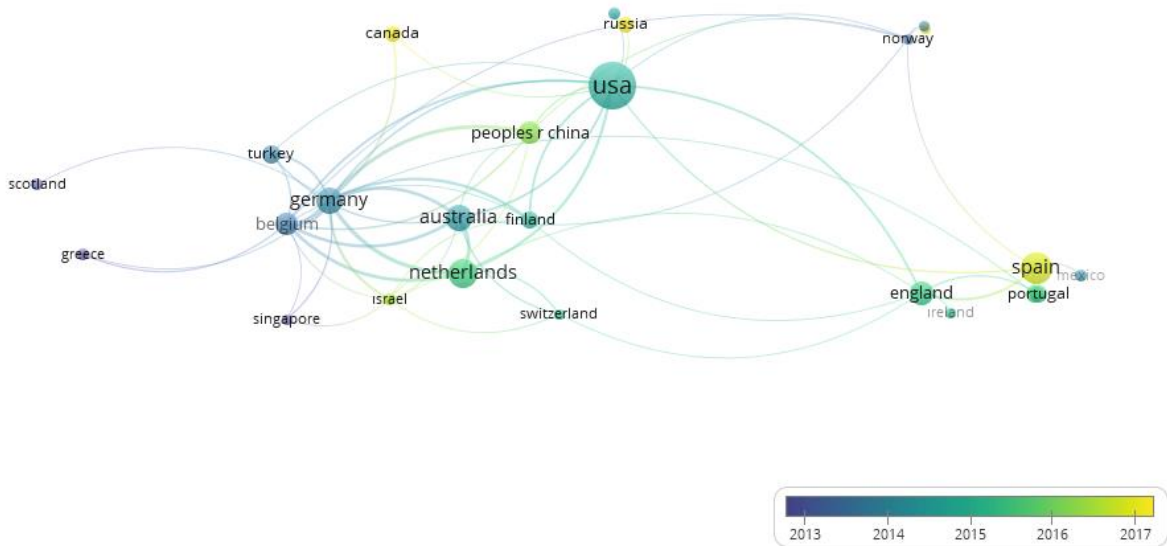 russia
canada
norway
usa
peoples r china
turkey
scotland
germany
australia
finland
belgium
greece
spain
mexico
netherlands
england
portugal
israel
switzerland
ireland
singapore
2013 2014 2015 2016 2017